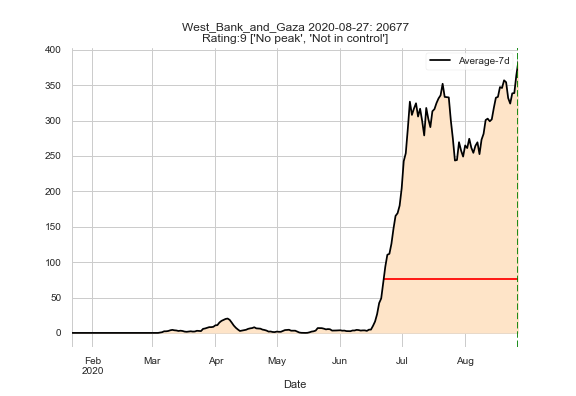 West_Bank_and_Gaza 2020-08-27: 20677
Rating:9 ['No peak', 'Not in control']
Average-7d
400
350
300
250
200
150
100
50
0
Feb
2020
Mar
Apr
May
Jun
Jul
Aug
Date